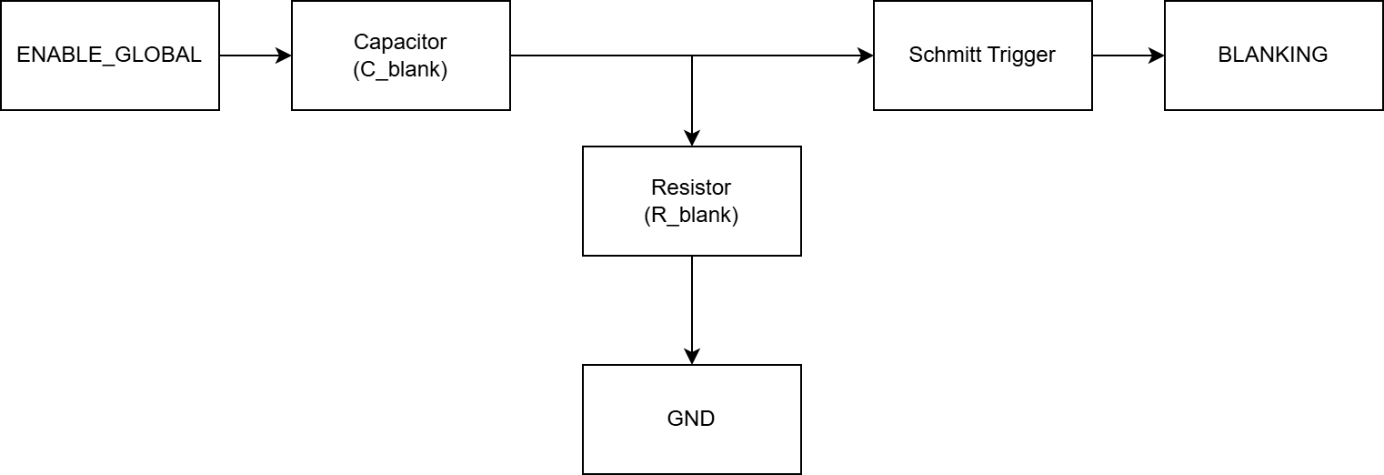 ENABLE_GLOBAL
Capacitor
(C_blank)
Schmitt Trigger
BLANKING
Resistor
(R_blank)
GND